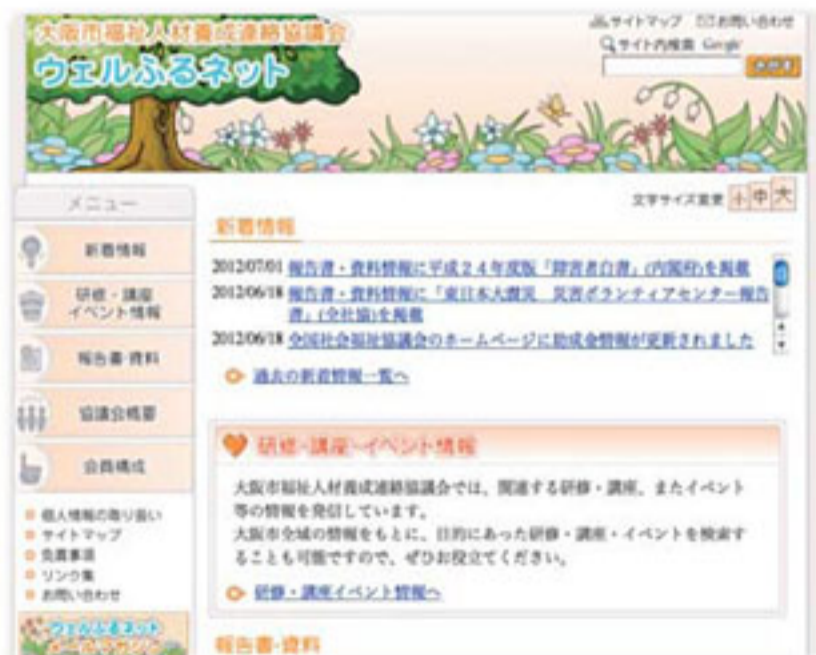 大阪市福祉人材養成連絡協議会
ウェルふるネット
サイトマップ お問い合わせ
サイト内検索 Google
文字サイズ変更 小 中 大
メニュー
新着情報
研修・講座
イベント情報
報告書・資料
協議会概要
会員構成
個人情報の取り扱い
サイトマップ
免責事項
リンク集
お問い合わせ
ウェルふるネット
メールマガジン
新着情報
2012/07/01 報告書・資料情報に平成24年度版「障害者白書」(内閣府)を掲載
2012/06/18 報告書・資料情報に「東日本大震災 災害ボランティアセンター報告
書」(全社協)を掲載
2012/06/18 全国社会福祉協議会のホームページに助成金情報が更新されました
過去の新着情報一覧へ
研修・講座・イベント情報
大阪市福祉人材養成連絡協議会では、関連する研修・講座、またイベント
等の情報を発信しています。
大阪市全域の情報をもとに、目的にあった研修・講座・イベントを検索す
ることも可能ですので、ぜひお役立てください。
研修・講座イベント情報へ
報告書・資料